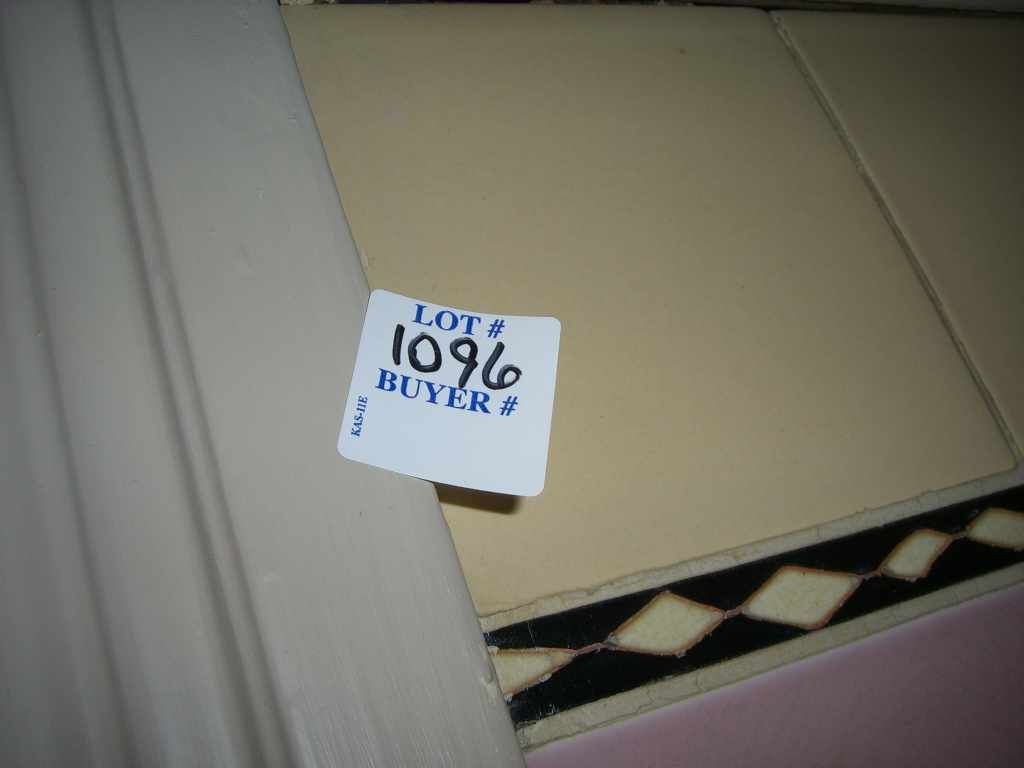 LOT #
1096
BUYER #
KAS-11E